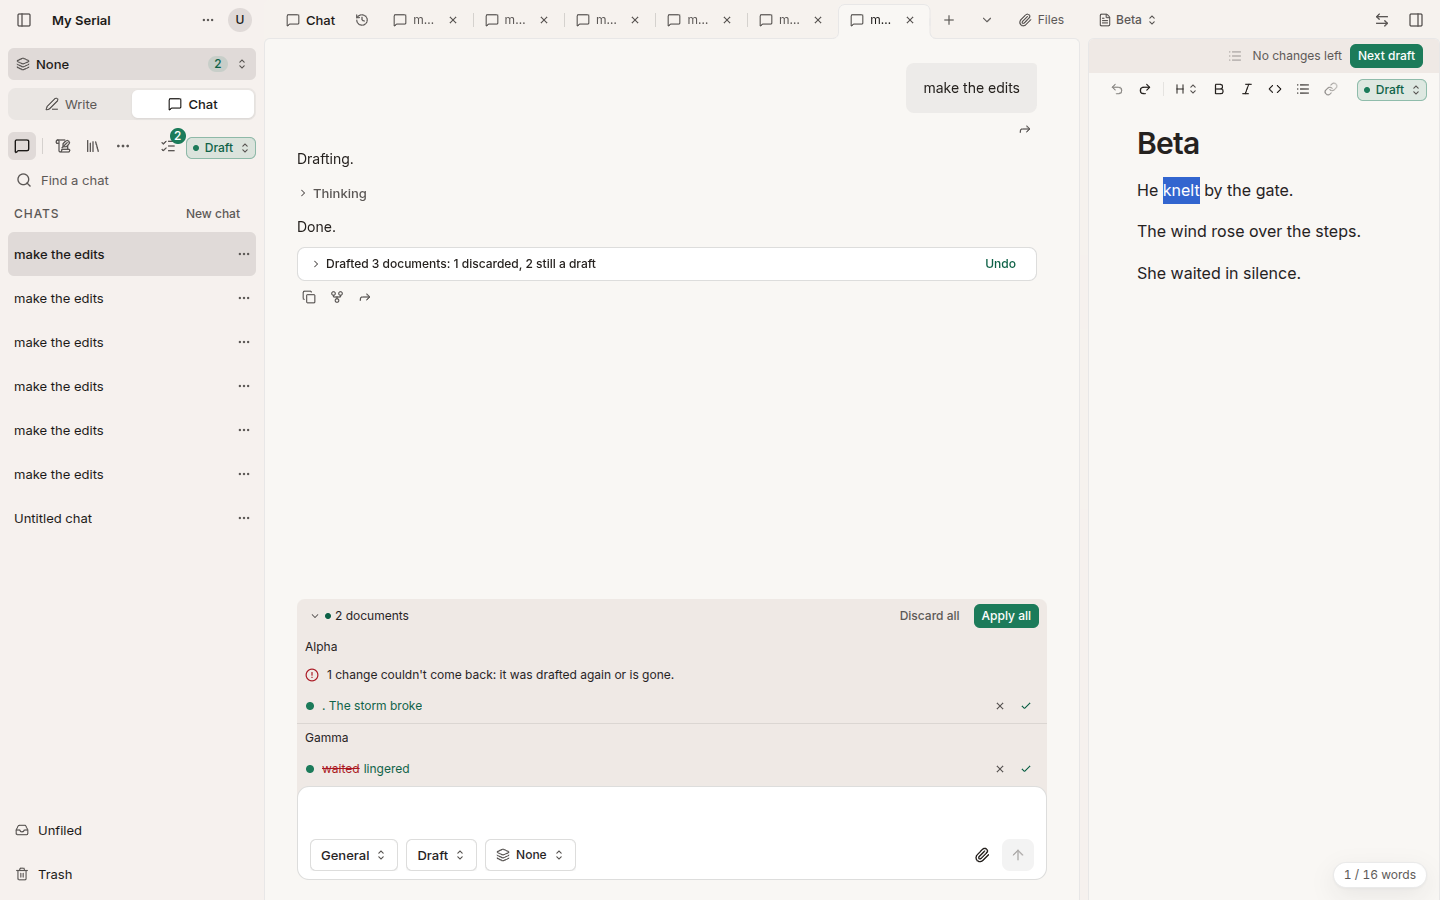 My Serial
U
None
2
Write
Chat
2
Draft
Find a chat
CHATS
New chat
make the edits
make the edits
make the edits
make the edits
make the edits
make the edits
Untitled chat
Unfiled
Trash
Chat
m...
m...
m...
m...
m...
m...
Files
make the edits
Drafting.
Thinking
Done.
Drafted 3 documents: 1 discarded, 2 still a draft
Undo
2 documents
Discard all
Apply all
Alpha
1 change couldn't come back: it was drafted again or is gone.
. The storm broke
Gamma
waited lingered
General
Draft
None
Beta
No changes left
Next draft
H
B
I
Draft
Beta
He knelt by the gate.
The wind rose over the steps.
She waited in silence.
1 / 16 words